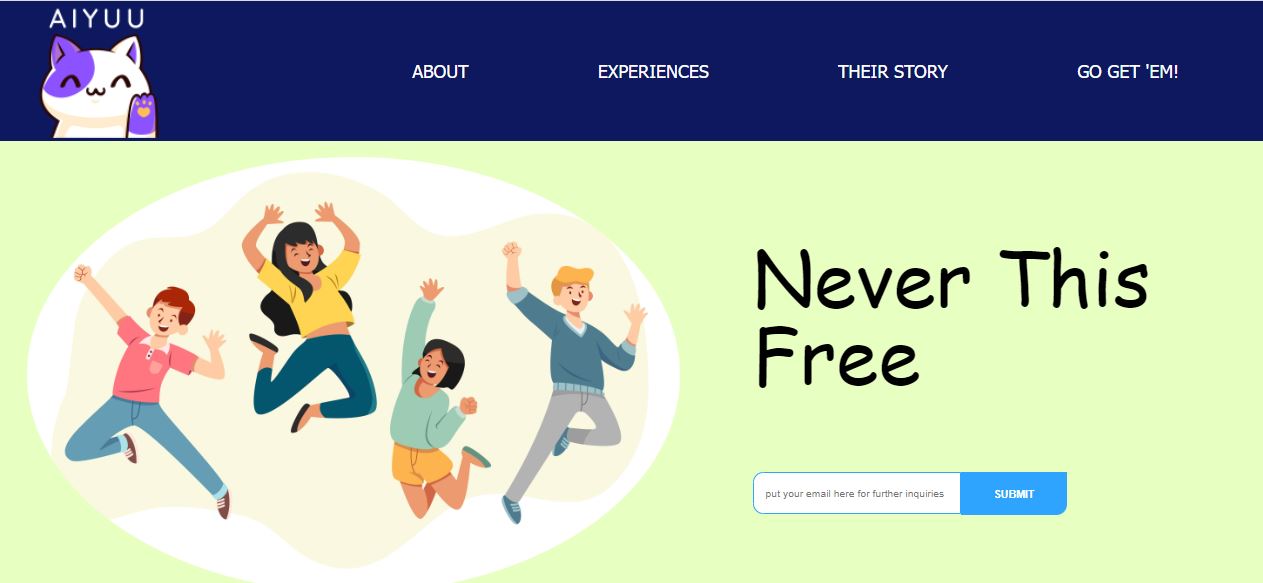 AIYUU
ABOUT EXPERIENCES THEIR STORY GO GET 'EM!
Never This
Free
put your email here for further inquiries SUBMIT